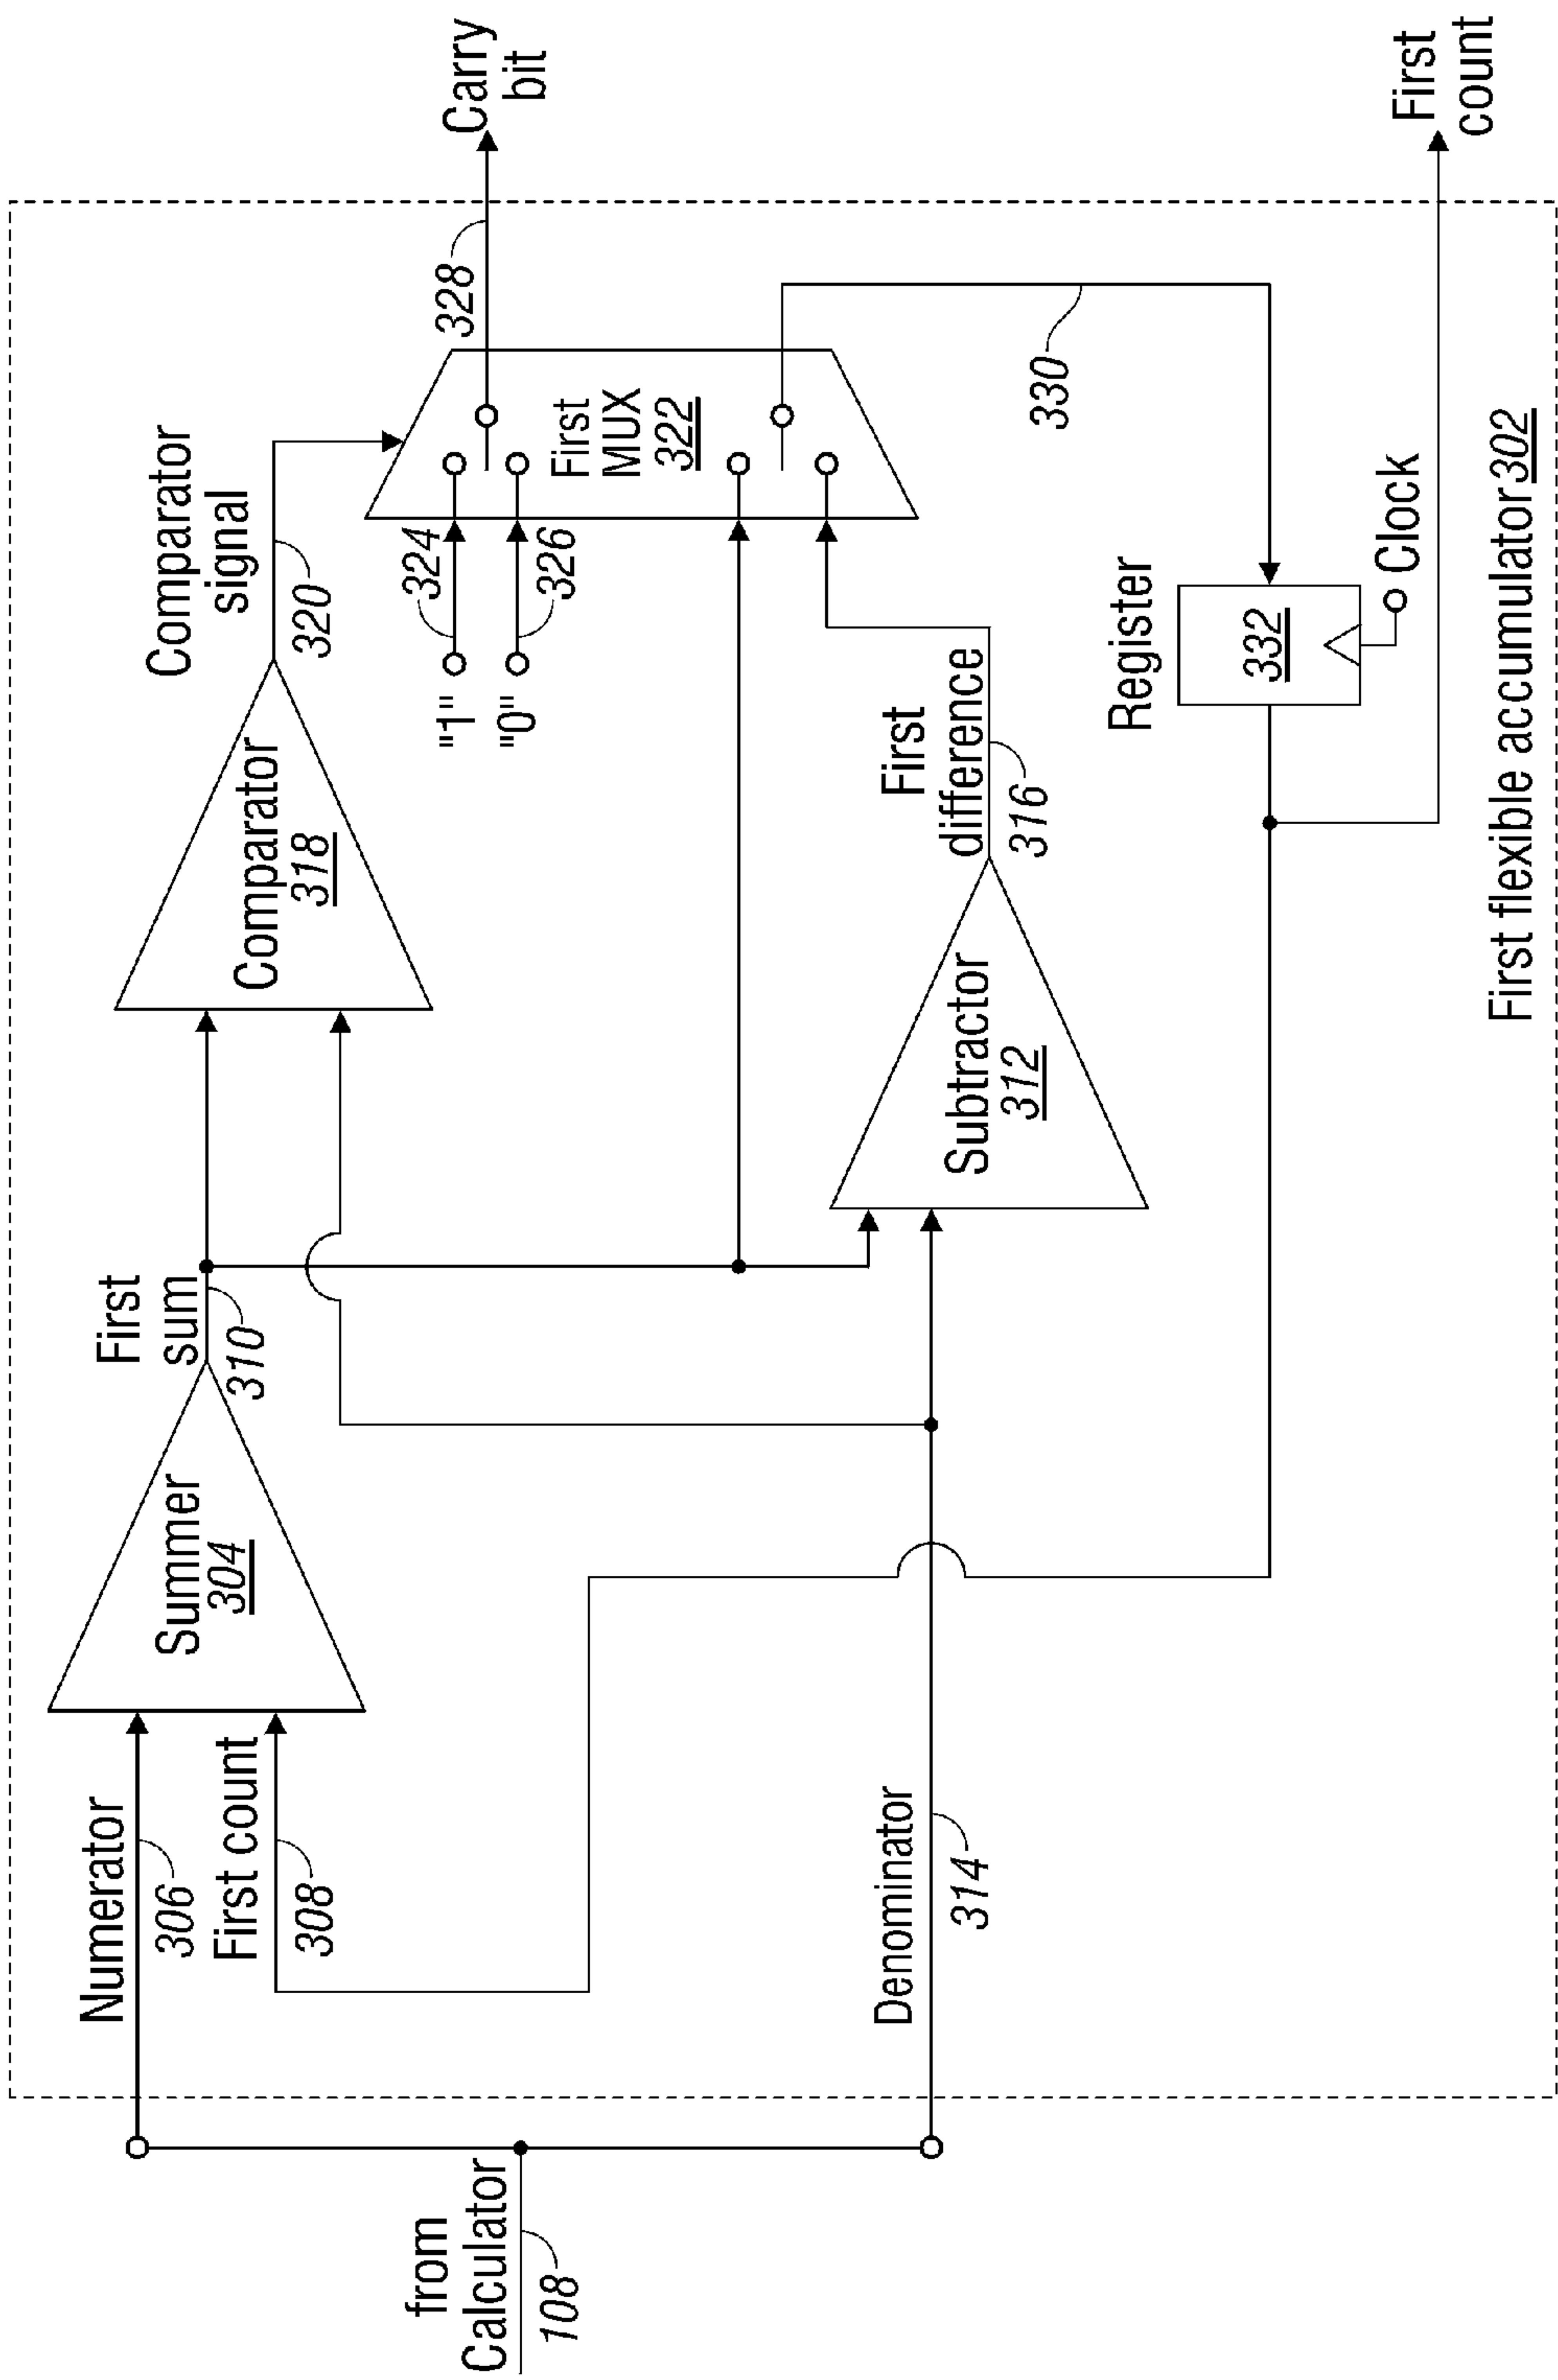 from
Calculator
108
Numerator
306
First count
308
Denominator
314
Summer
304
First
sum
310
Comparator
318
Comparator
signal
320
Subtractor
312
First
difference
316
"1"
"0"
324
326
First
MUX
322
328
Carry
bit
330
Register
332
Clock
First
count
First flexible accumulator 302